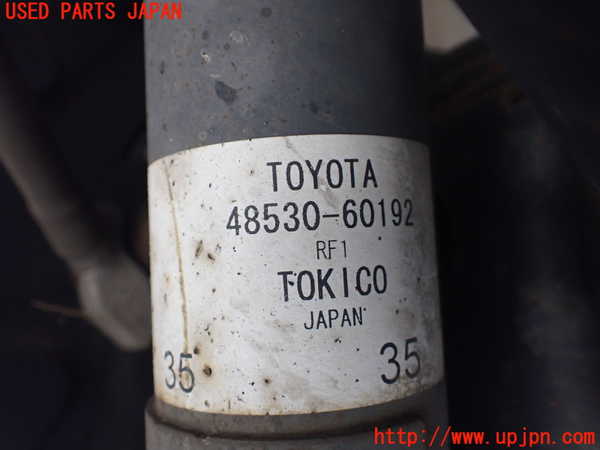 USED PARTS JAPAN
TOYOTA
48530-60192
RF1
TOKICO
JAPAN
35 35
http://www.upjpn.com